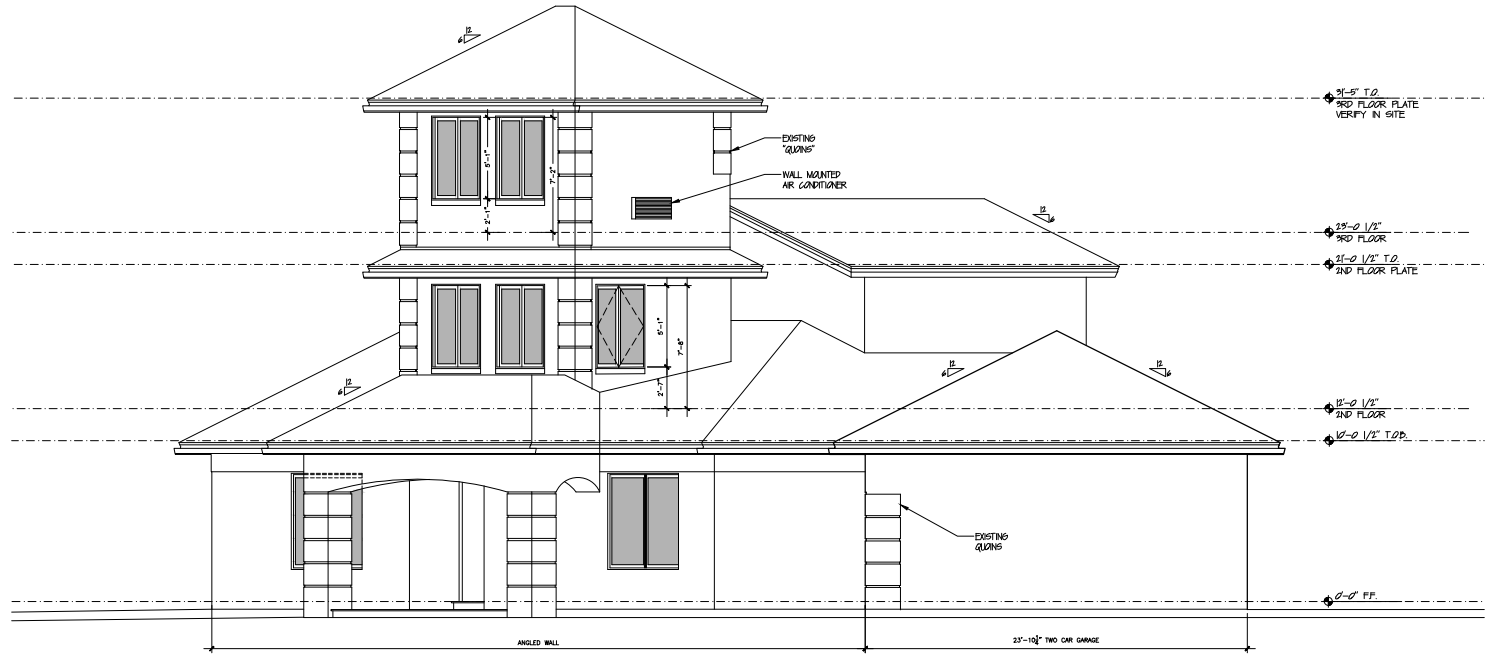 12
6
31'-5" T.O.
3RD FLOOR PLATE
VERIFY IN SITE
EXISTING
"QUOINS"
5'-1"
7'-2"
WALL MOUNTED
AIR CONDITIONER
2'-1"
12
6
23'-0 1/2"
3RD FLOOR
21'-0 1/2" T.O.
2ND FLOOR PLATE
5'-1"
7'-8"
2'-7"
12
6
12
6
12
6
12'-0 1/2"
2ND FLOOR
10'-0 1/2" T.O.B.
EXISTING
QUOINS
0'-0" F.F.
ANGLED WALL
23'-10½" TWO CAR GARAGE